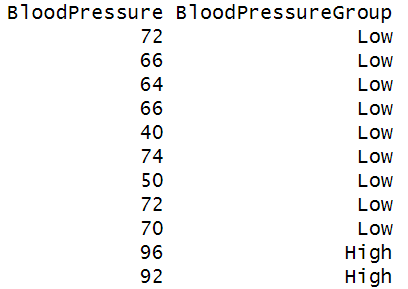 BloodPressure BloodPressureGroup
72 Low
66 Low
64 Low
66 Low
40 Low
74 Low
50 Low
72 Low
70 Low
96 High
92 High